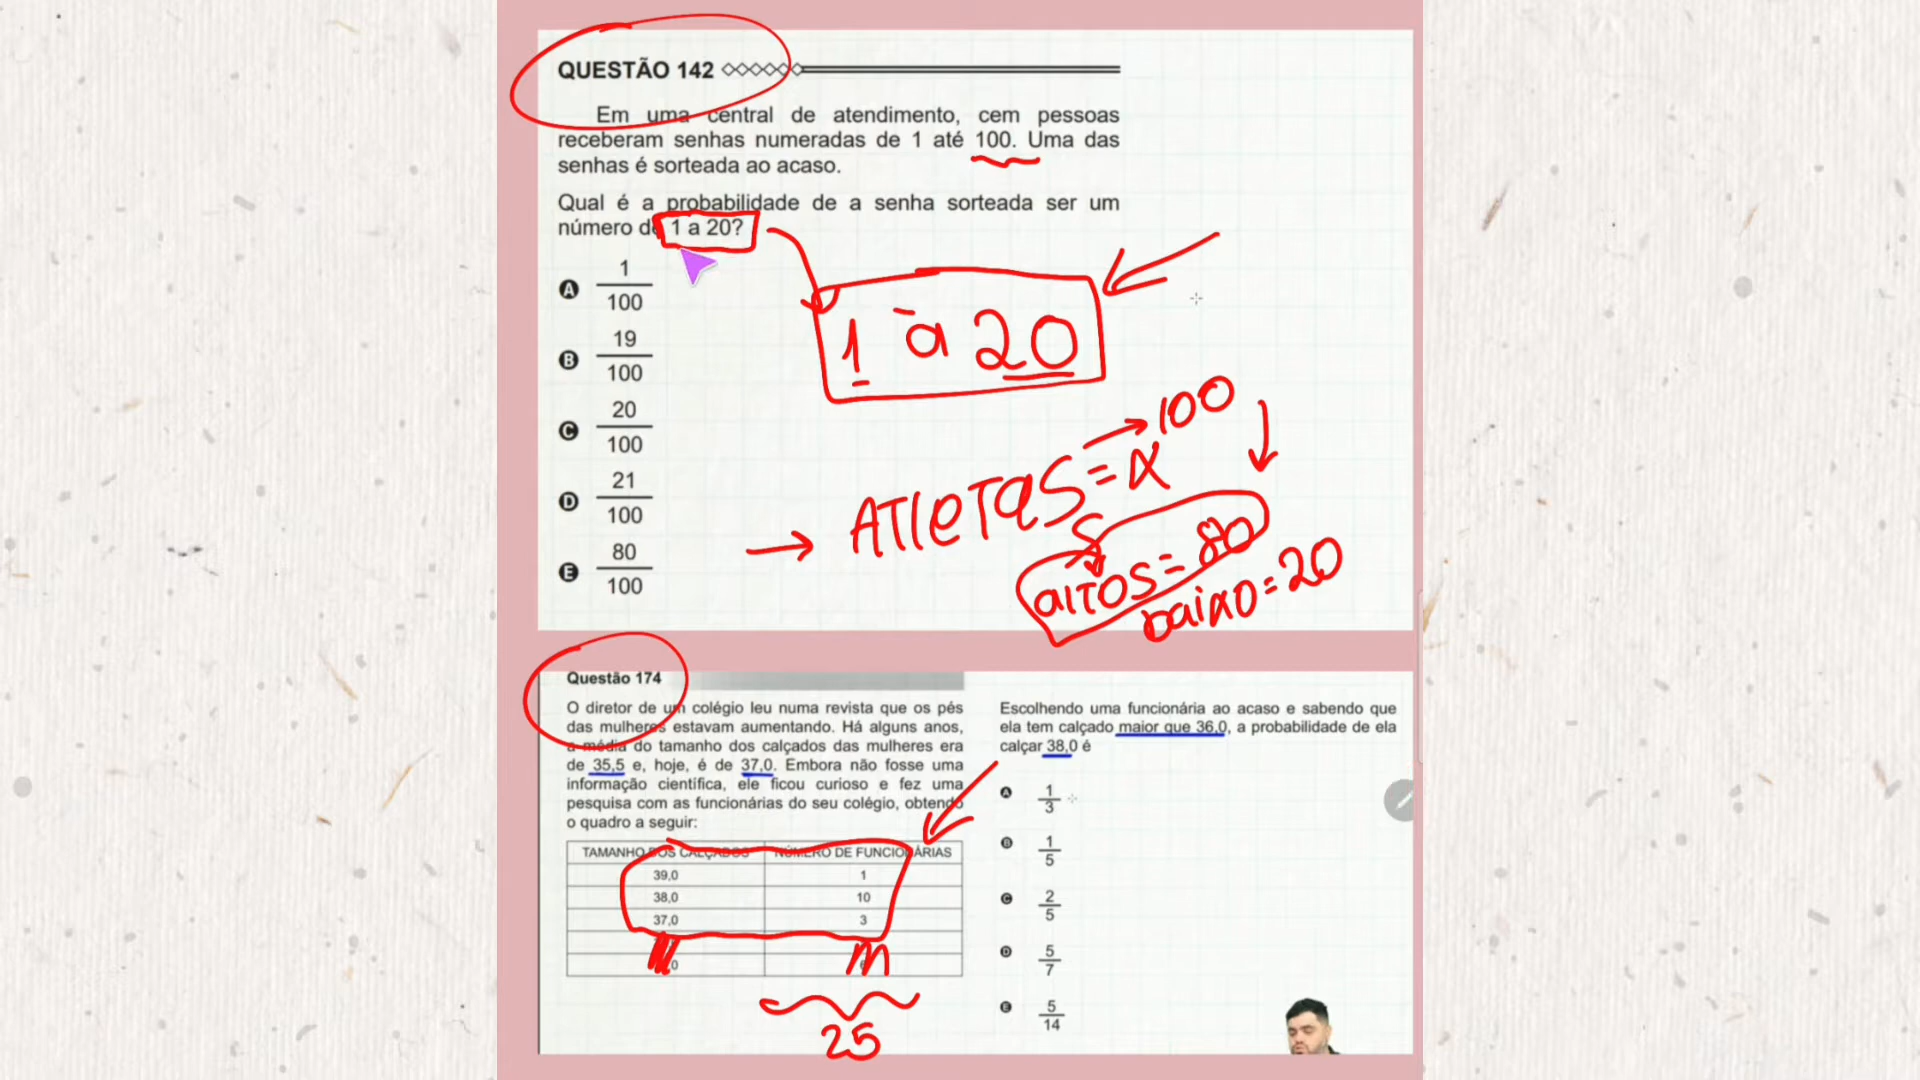 QUESTÃO 142
Em uma central de atendimento, cem pessoas
receberam senhas numeradas de 1 até 100. Uma das
senhas é sorteada ao acaso.
Qual é a probabilidade de a senha sorteada ser um
número de 1 a 20?
A 1/100
B 19/100
C 20/100
D 21/100
E 80/100
1 a 20
ATLETAS = x → 100
altos = 80
baixo = 20
Questão 174
O diretor de um colégio leu numa revista que os pés
das mulheres estavam aumentando. Há alguns anos,
a média do tamanho dos calçados das mulheres era
de 35,5 e, hoje, é de 37,0. Embora não fosse uma
informação científica, ele ficou curioso e fez uma
pesquisa com as funcionárias do seu colégio, obtendo
o quadro a seguir:
TAMANHO DOS CALÇADOS NÚMERO DE FUNCIONÁRIAS
39,0 1
38,0 10
37,0 3
25
Escolhendo uma funcionária ao acaso e sabendo que
ela tem calçado maior que 36,0, a probabilidade de ela
calçar 38,0 é
A 1/3
B 1/5
C 2/5
D 5/7
E 5/14